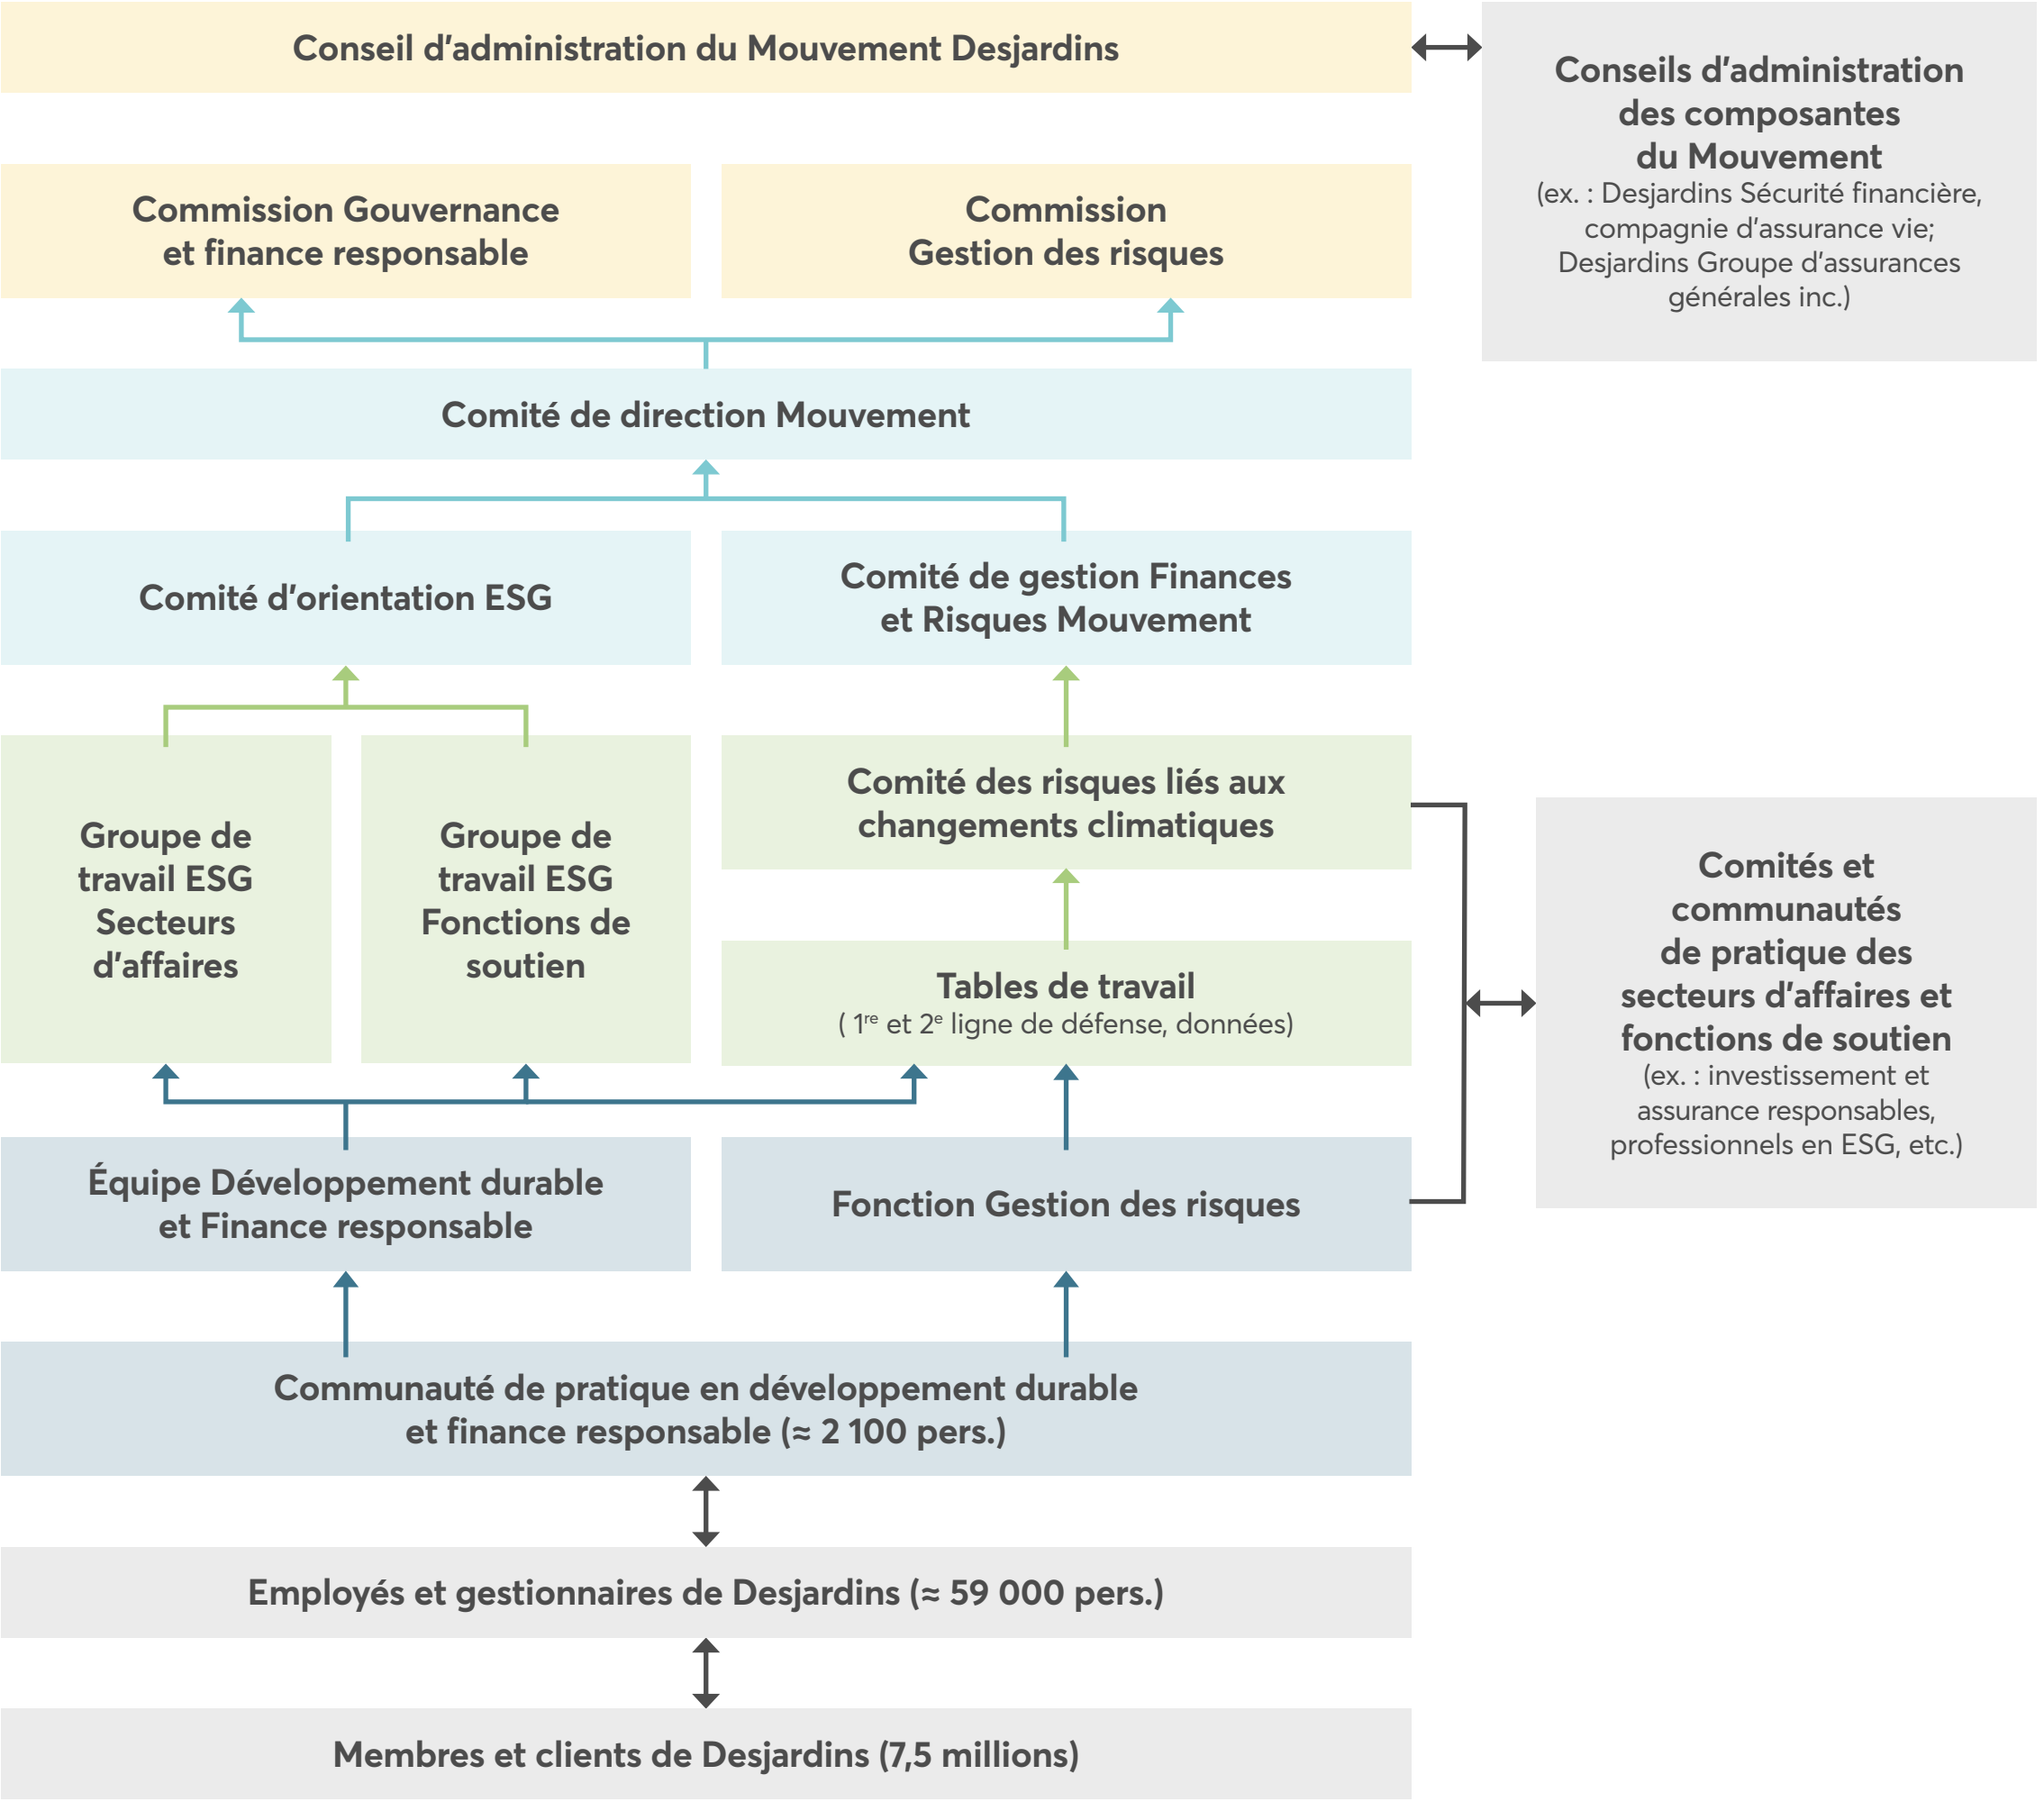 Conseil d’administration du Mouvement Desjardins
Conseils d’administration
des composantes
du Mouvement
(ex. : Desjardins Sécurité financière,
compagnie d’assurance vie;
Desjardins Groupe d’assurances
générales inc.)
Commission Gouvernance
et finance responsable
Commission
Gestion des risques
Comité de direction Mouvement
Comité d’orientation ESG
Comité de gestion Finances
et Risques Mouvement
Groupe de
travail ESG
Secteurs
d’affaires
Groupe de
travail ESG
Fonctions de
soutien
Comité des risques liés aux
changements climatiques
Tables de travail
( 1re et 2e ligne de défense, données)
Comités et
communautés
de pratique des
secteurs d’affaires et
fonctions de soutien
(ex. : investissement et
assurance responsables,
professionnels en ESG, etc.)
Équipe Développement durable
et Finance responsable
Fonction Gestion des risques
Communauté de pratique en développement durable
et finance responsable (≈ 2 100 pers.)
Employés et gestionnaires de Desjardins (≈ 59 000 pers.)
Membres et clients de Desjardins (7,5 millions)